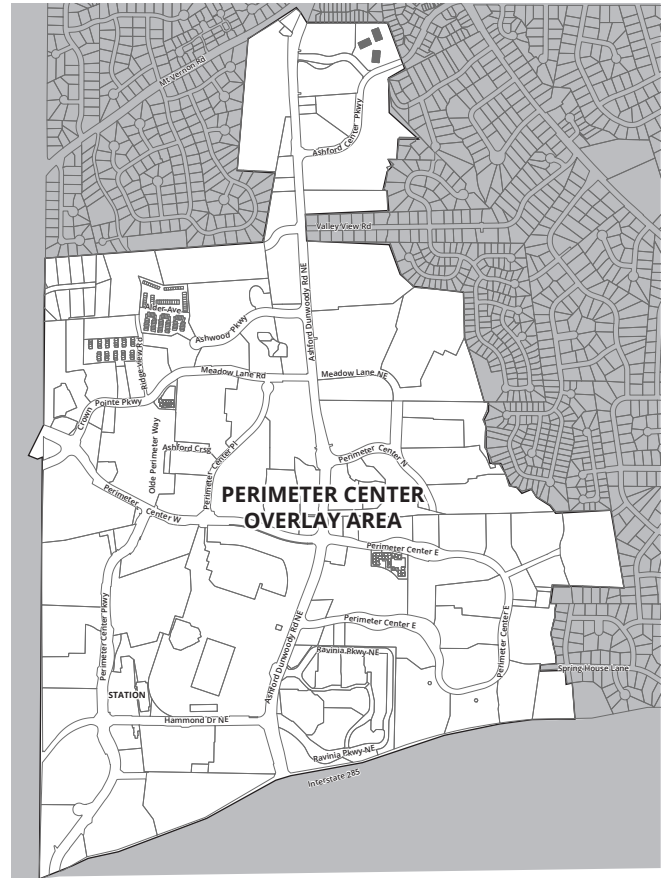 Mt Vernon Rd
Ashford Center Pkwy
Valley View Rd
Ashford Dunwoody Rd NE
Alder Ave
Ashwood Pkwy
Ridgeview Rd
Meadow Lane Rd
Meadow Lane NE
Crown Pointe Pkwy
Olde Perimeter Way
Ashford Crsg
Perimeter Center Pl
Perimeter Center N
PERIMETER CENTER
OVERLAY AREA
Perimeter Center W
Perimeter Center E
Perimeter Center Pkwy
Perimeter Center E
Perimeter Center E
Ashford Dunwoody Rd NE
Ravinia Pkwy NE
Spring House Lane
STATION
Hammond Dr NE
Ravinia Pkwy NE
Interstate 285